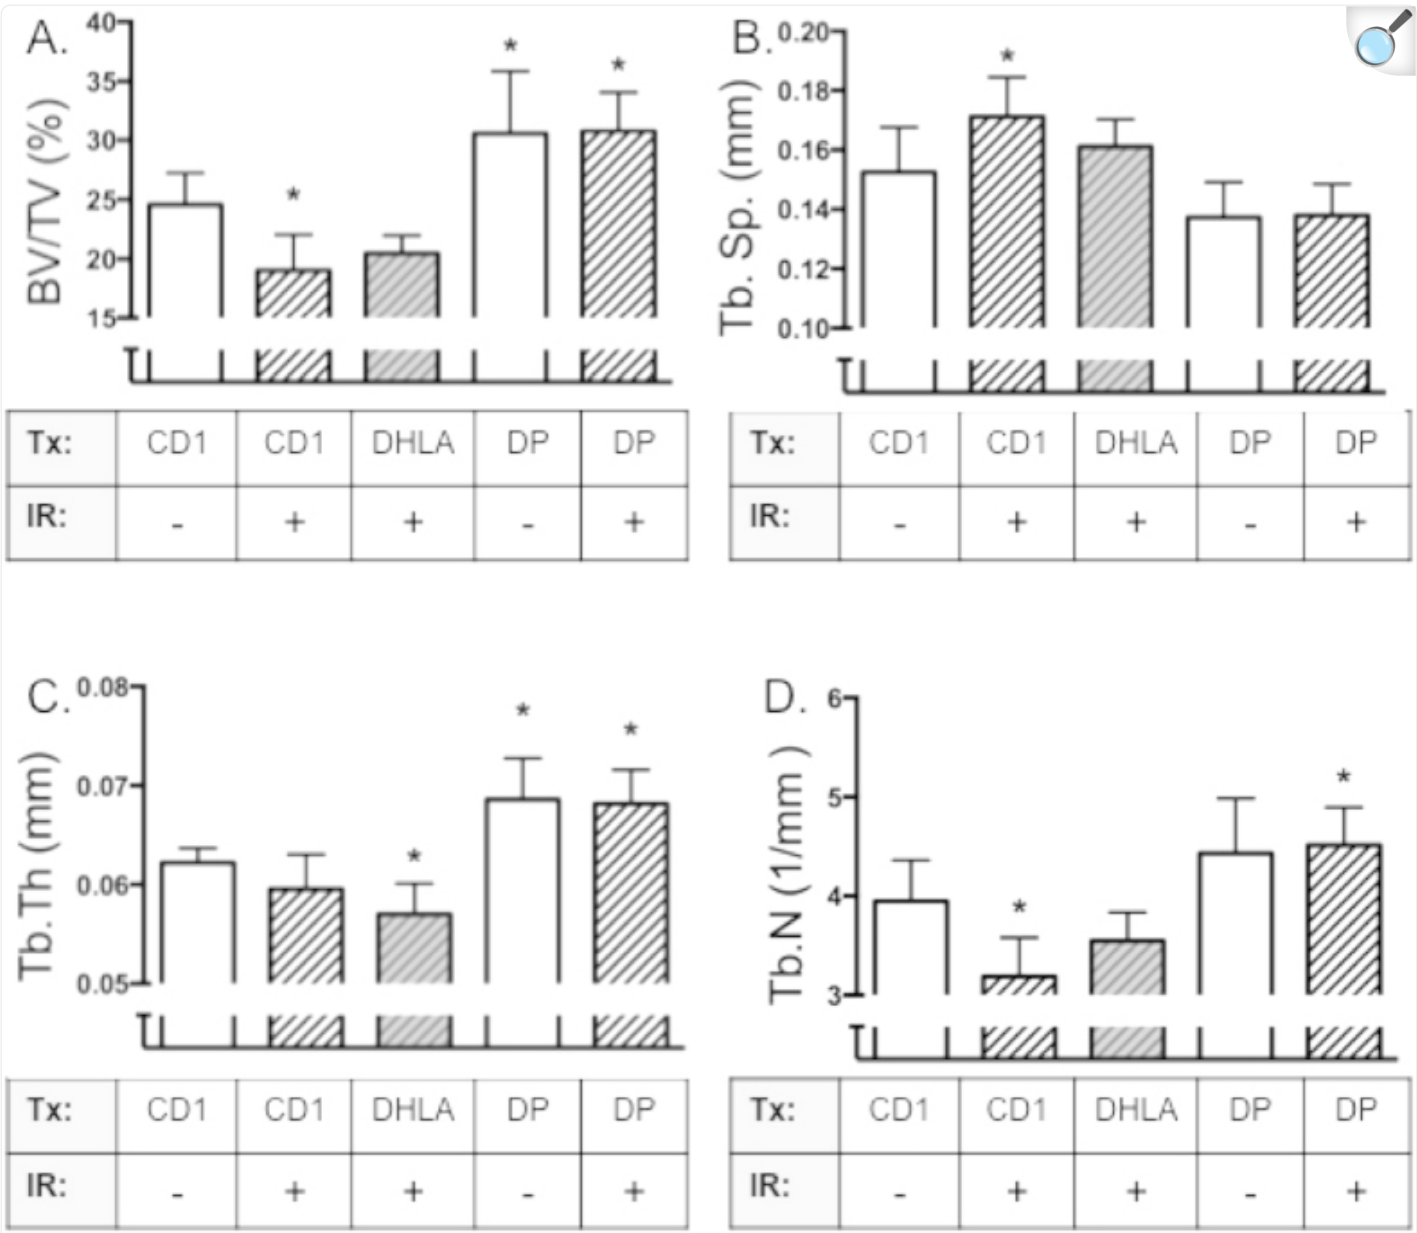 A.
BV/TV (%)
40
35
30
25
20
15
*
*
*
Tx: CD1 CD1 DHLA DP DP
IR: - + + - +
B.
Tb. Sp. (mm)
0.20
0.18
0.16
0.14
0.12
0.10
*
Tx: CD1 CD1 DHLA DP DP
IR: - + + - +
C.
Tb.Th (mm)
0.08
0.07
0.06
0.05
*
*
*
Tx: CD1 CD1 DHLA DP DP
IR: - + + - +
D.
Tb.N (1/mm )
6
5
4
3
*
*
Tx: CD1 CD1 DHLA DP DP
IR: - + + - +